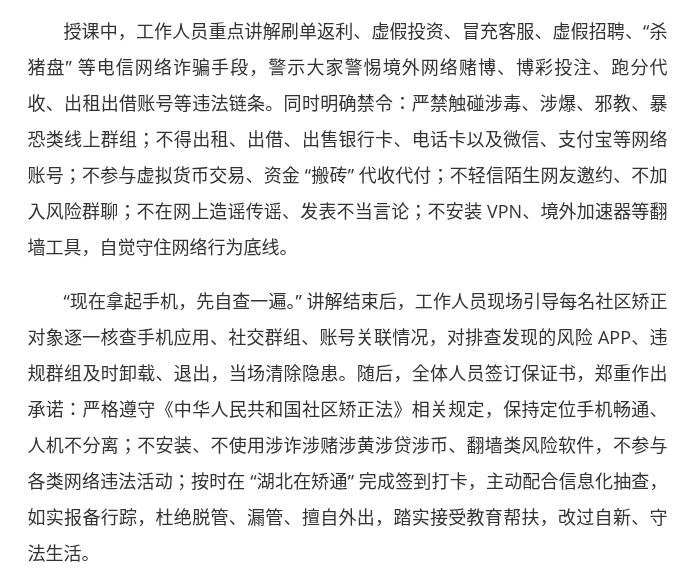 授课中，工作人员重点讲解刷单返利、虚假投资、冒充客服、虚假招聘、“杀
猪盘” 等电信网络诈骗手段，警示大家警惕境外网络赌博、博彩投注、跑分代
收、出租出借账号等违法链条。同时明确禁令：严禁触碰涉毒、涉爆、邪教、暴
恐类线上群组；不得出租、出借、出售银行卡、电话卡以及微信、支付宝等网络
账号；不参与虚拟货币交易、资金 “搬砖” 代收代付；不轻信陌生网友邀约、不加
入风险群聊；不在网上造谣传谣、发表不当言论；不安装 VPN、境外加速器等翻
墙工具，自觉守住网络行为底线。
“现在拿起手机，先自查一遍。” 讲解结束后，工作人员现场引导每名社区矫正
对象逐一核查手机应用、社交群组、账号关联情况，对排查发现的风险 APP、违
规群组及时卸载、退出，当场清除隐患。随后，全体人员签订保证书，郑重作出
承诺：严格遵守《中华人民共和国社区矫正法》相关规定，保持定位手机畅通、
人机不分离；不安装、不使用涉诈涉赌涉黄涉贷涉币、翻墙类风险软件，不参与
各类网络违法活动；按时在 “湖北在矫通” 完成签到打卡，主动配合信息化抽查，
如实报备行踪，杜绝脱管、漏管、擅自外出，踏实接受教育帮扶，改过自新、守
法生活。